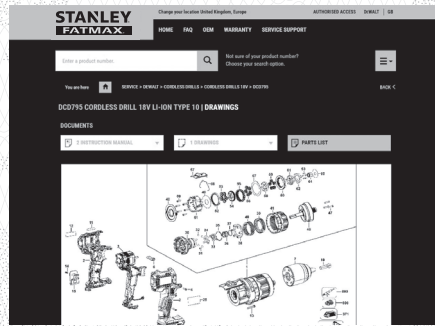 STANLEY
FATMAX.
Change your location United Kingdom, Europe
AUTHORISED ACCESS DEWALT | GB
HOME FAQ OEM WARRANTY SERVICE SUPPORT
Enter a product number.
Not sure of your product number?
Choose your search option.
You are here
SERVICE > DEWALT > CORDLESS DRILLS > CORDLESS DRILLS 18V > DCD795
BACK <
DCD795 CORDLESS DRILL 18V LI-ION TYPE 10 | DRAWINGS
DOCUMENTS
2 INSTRUCTION MANUAL
1 DRAWINGS
PARTS LIST